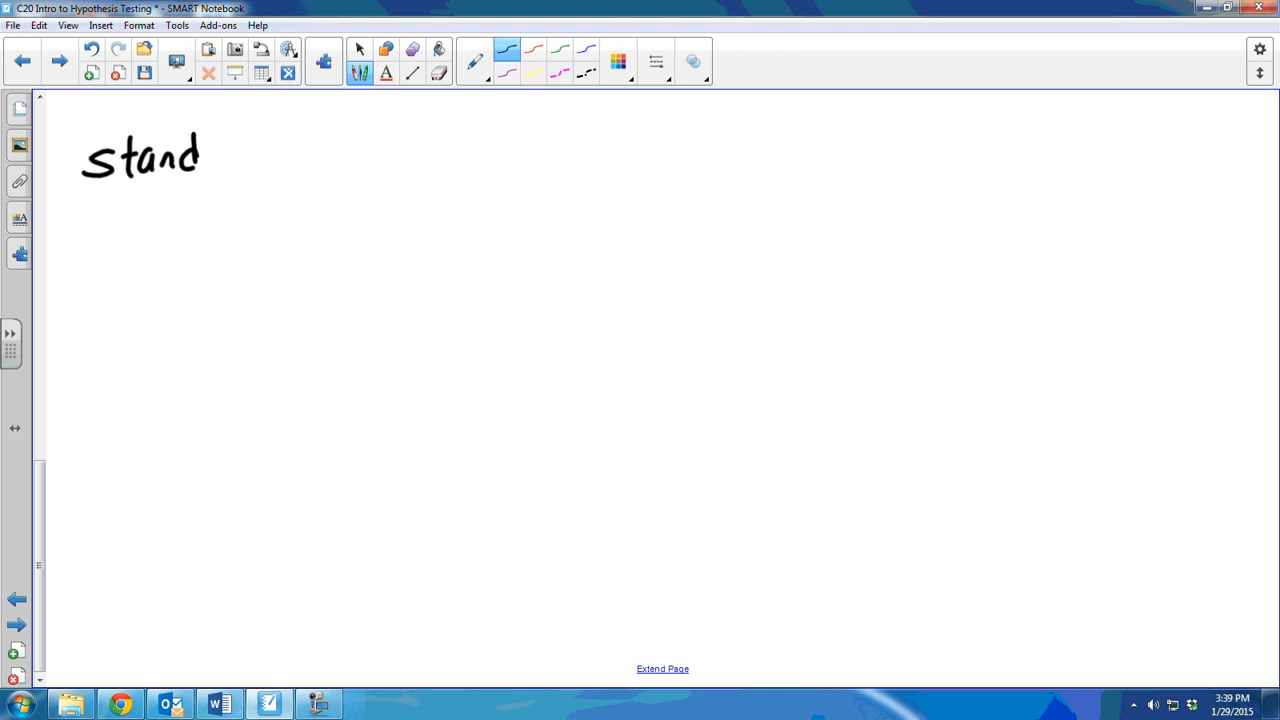 C20 Intro to Hypothesis Testing * - SMART Notebook
File Edit View Insert Format Tools Add-ons Help
stand
Extend Page
3:39 PM
1/29/2015